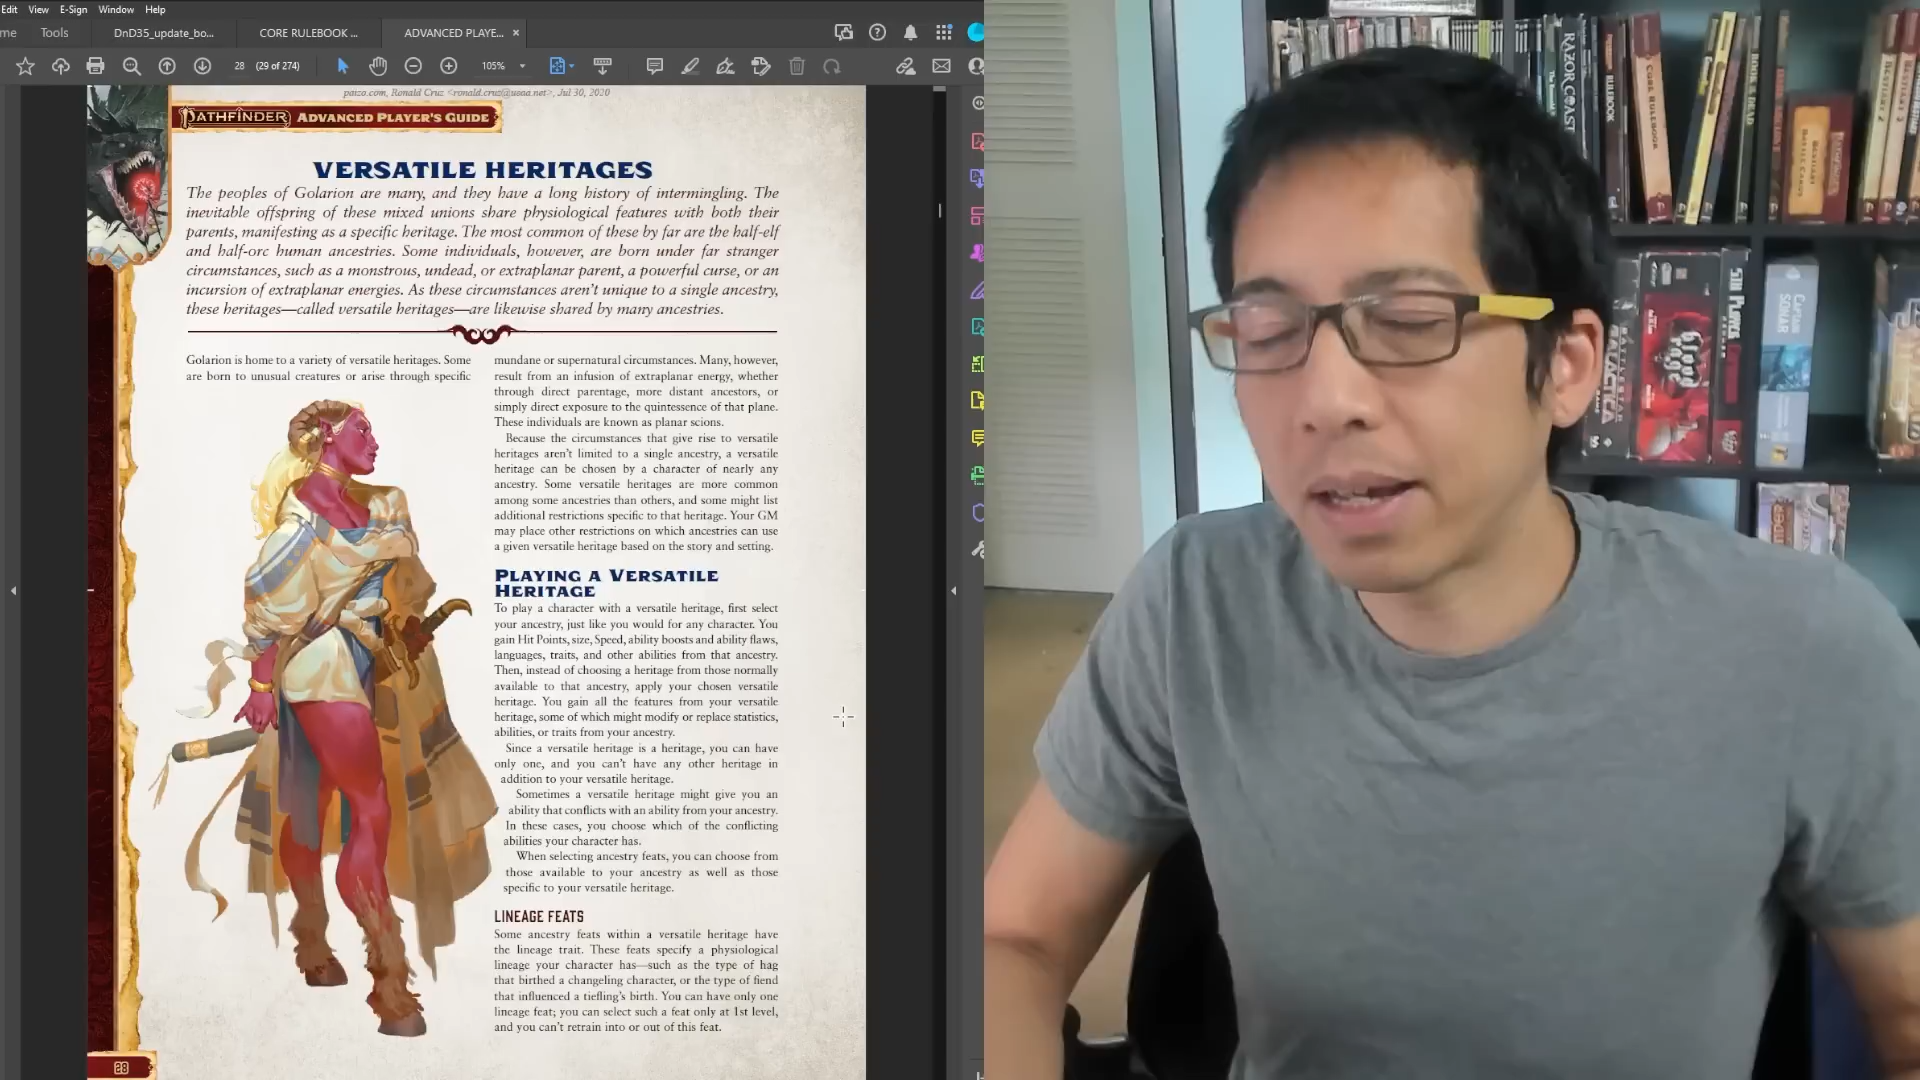 Edit View E-Sign Window Help
me Tools DnD35_update_bo... CORE RULEBOOK ... ADVANCED PLAYE... ×
28 (29 of 274) 105%
paizo.com, Ronald Cruz <ronald.cruz@usaa.net>, Jul 30, 2020
PATHFINDER ADVANCED PLAYER'S GUIDE
VERSATILE HERITAGES
The peoples of Golarion are many, and they have a long history of intermingling. The
inevitable offspring of these mixed unions share physiological features with both their
parents, manifesting as a specific heritage. The most common of these by far are the half-elf
and half-orc human ancestries. Some individuals, however, are born under far stranger
circumstances, such as a monstrous, undead, or extraplanar parent, a powerful curse, or an
incursion of extraplanar energies. As these circumstances aren't unique to a single ancestry,
these heritages—called versatile heritages—are likewise shared by many ancestries.
Golarion is home to a variety of versatile heritages. Some
are born to unusual creatures or arise through specific
mundane or supernatural circumstances. Many, however,
result from an infusion of extraplanar energy, whether
through direct parentage, more distant ancestors, or
simply direct exposure to the quintessence of that plane.
These individuals are known as planar scions.
Because the circumstances that give rise to versatile
heritages aren't limited to a single ancestry, a versatile
heritage can be chosen by a character of nearly any
ancestry. Some versatile heritages are more common
among some ancestries than others, and some might list
additional restrictions specific to that heritage. Your GM
may place other restrictions on which ancestries can use
a given versatile heritage based on the story and setting.
PLAYING A VERSATILE
HERITAGE
To play a character with a versatile heritage, first select
your ancestry, just like you would for any character. You
gain Hit Points, size, Speed, ability boosts and ability flaws,
languages, traits, and other abilities from that ancestry.
Then, instead of choosing a heritage from those normally
available to that ancestry, apply your chosen versatile
heritage. You gain all the features from your versatile
heritage, some of which might modify or replace statistics,
abilities, or traits from your ancestry.
Since a versatile heritage is a heritage, you can have
only one, and you can't have any other heritage in
addition to your versatile heritage.
Sometimes a versatile heritage might give you an
ability that conflicts with an ability from your ancestry.
In these cases, you choose which of the conflicting
abilities your character has.
When selecting ancestry feats, you can choose from
those available to your ancestry as well as those
specific to your versatile heritage.
LINEAGE FEATS
Some ancestry feats within a versatile heritage have
the lineage trait. These feats specify a physiological
lineage your character has—such as the type of hag
that birthed a changeling character, or the type of fiend
that influenced a tiefling's birth. You can have only one
lineage feat; you can select such a feat only at 1st level,
and you can't retrain into or out of this feat.
28
RAZOR COAST
RULEBOOK
CORE RULEBOOK
BOOK of the DEAD
BESTIARY
BATTLE CARDS
PATHFINDER
BESTIARY 2
BATTLESTAR
GALACTICA
blood
rage
SIN
CAPTAIN
SONAR